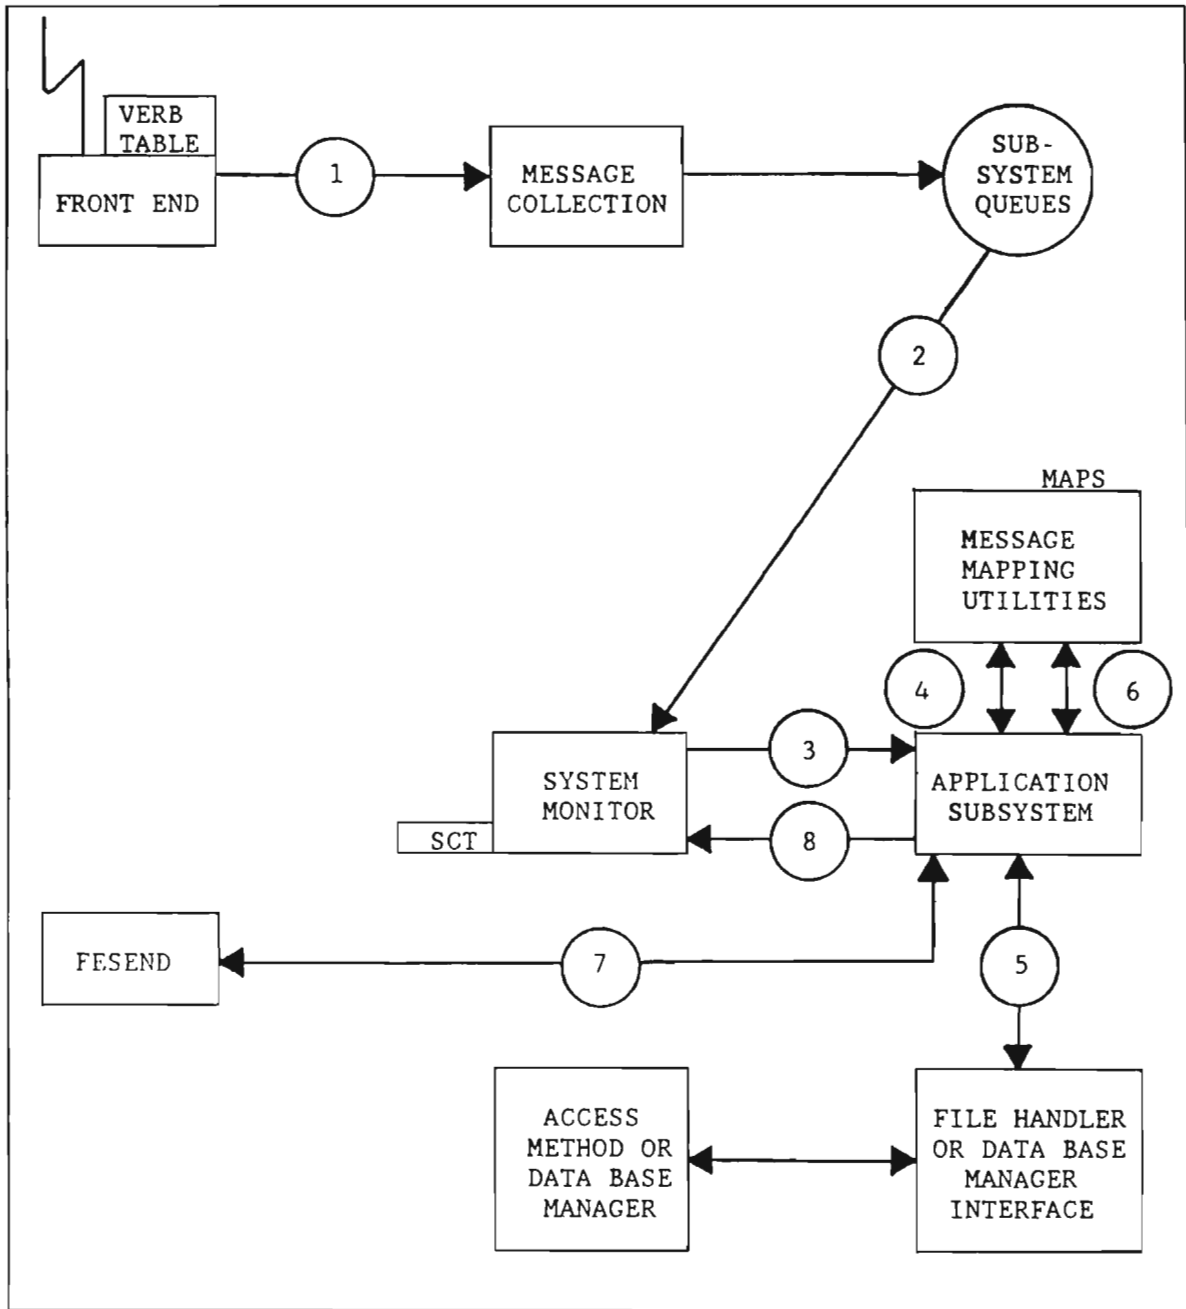 VERB
TABLE
FRONT END
1
MESSAGE
COLLECTION
SUB-
SYSTEM
QUEUES
2
MAPS
MESSAGE
MAPPING
UTILITIES
4
6
SYSTEM
MONITOR
SCT
3
8
APPLICATION
SUBSYSTEM
FESEND
7
5
ACCESS
METHOD OR
DATA BASE
MANAGER
FILE HANDLER
OR DATA BASE
MANAGER
INTERFACE